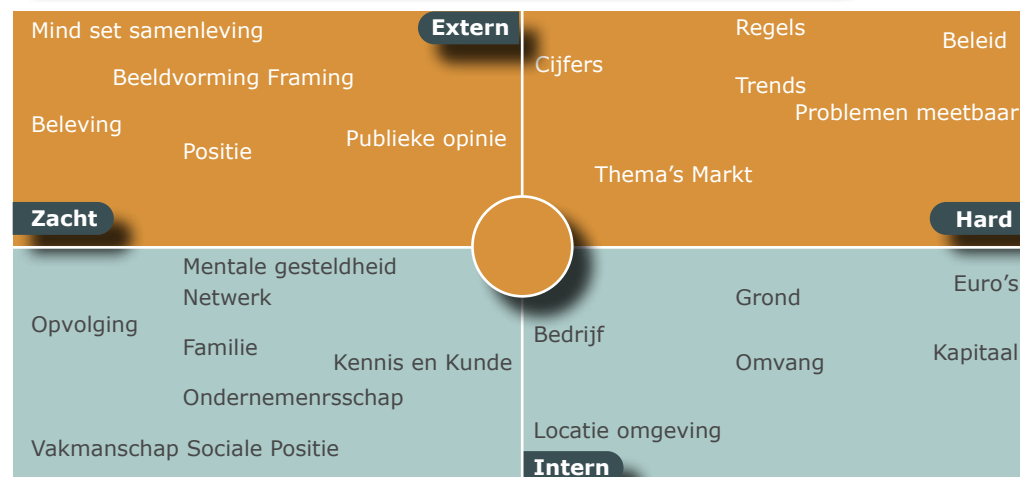 Mind set samenleving
Extern
Beeldvorming Framing
Beleving
Positie
Publieke opinie
Regels
Beleid
Cijfers
Trends
Problemen meetbaar
Thema's Markt
Zacht
Hard
Mentale gesteldheid
Netwerk
Opvolging
Familie
Kennis en Kunde
Ondernemenrsschap
Vakmanschap Sociale Positie
Euro's
Grond
Bedrijf
Omvang
Kapitaal
Locatie omgeving
Intern